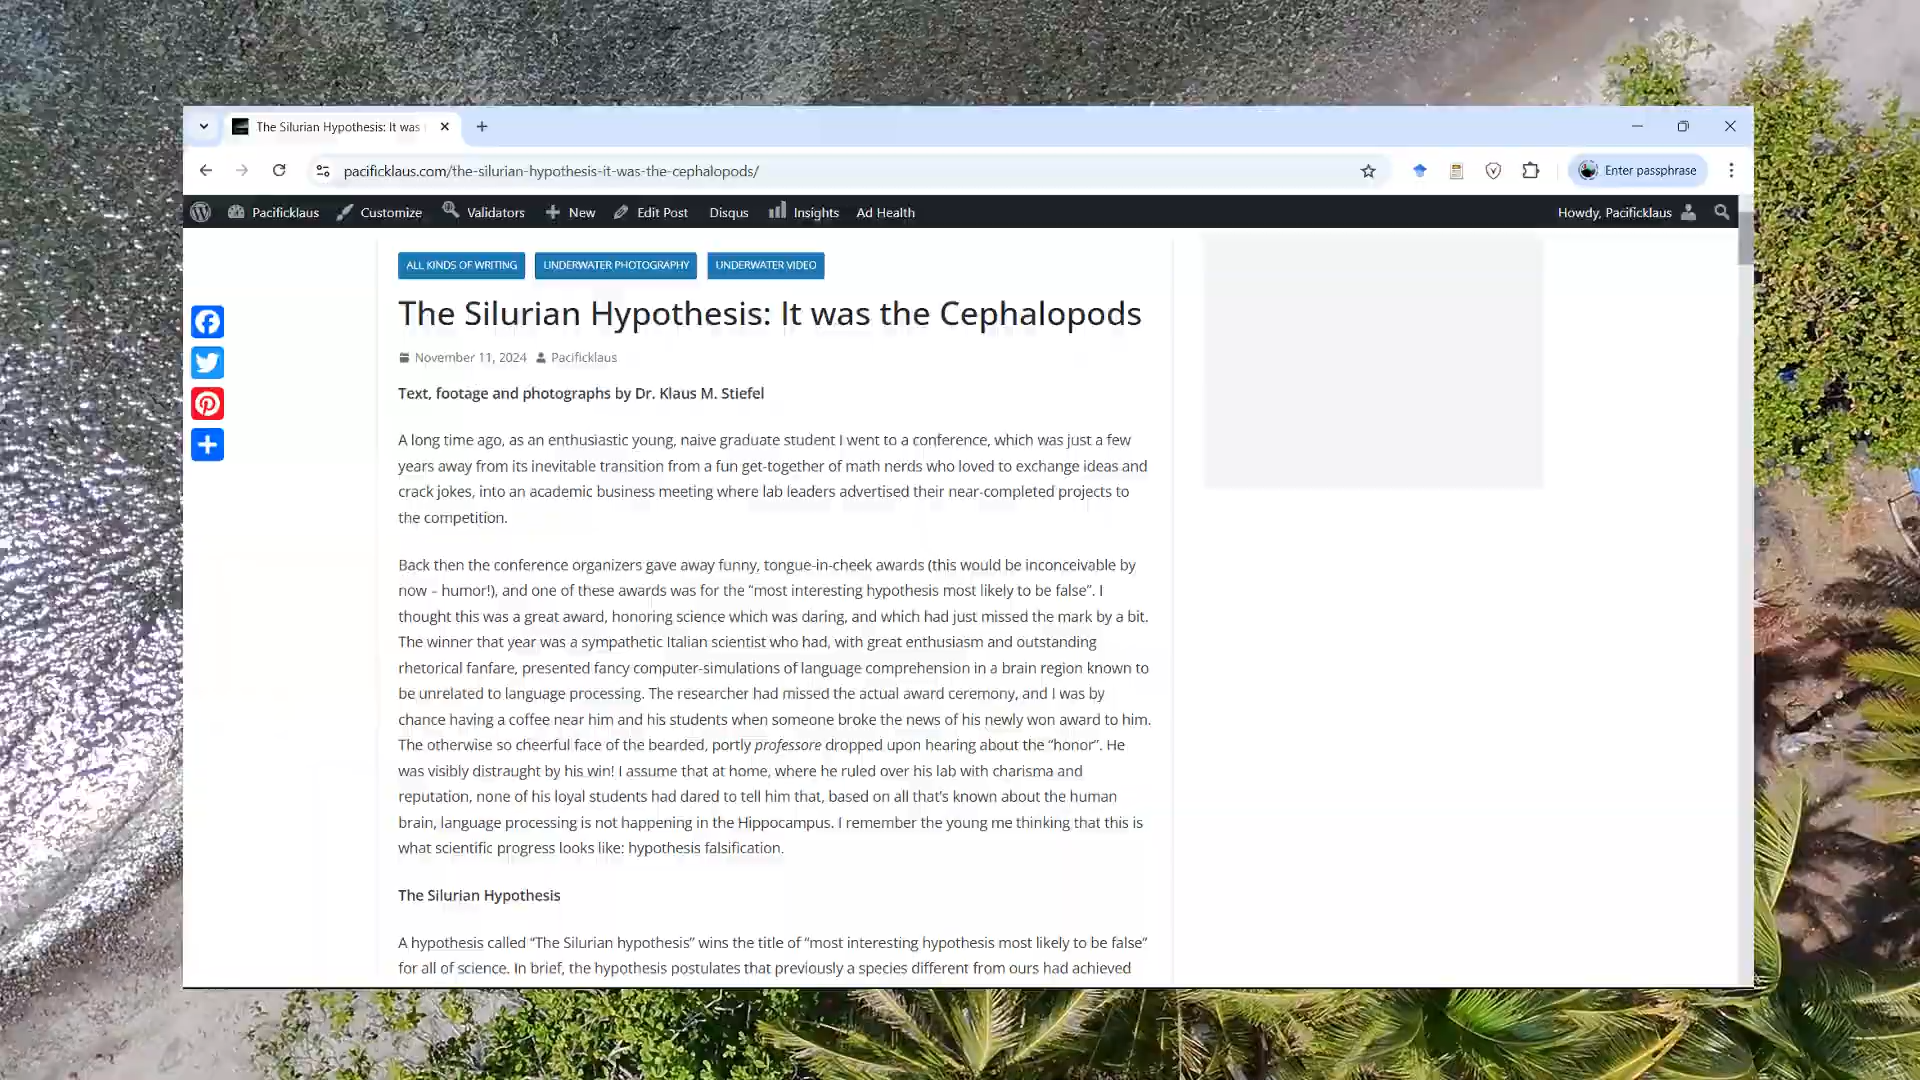 The Silurian Hypothesis: It was
pacificklaus.com/the-silurian-hypothesis-it-was-the-cephalopods/
Enter passphrase
Pacificklaus
Customize
Validators
New
Edit Post
Disqus
Insights
Ad Health
Howdy, Pacificklaus
ALL KINDS OF WRITING
UNDERWATER PHOTOGRAPHY
UNDERWATER VIDEO
The Silurian Hypothesis: It was the Cephalopods
November 11, 2024 Pacificklaus
Text, footage and photographs by Dr. Klaus M. Stiefel
A long time ago, as an enthusiastic young, naive graduate student I went to a conference, which was just a few
years away from its inevitable transition from a fun get-together of math nerds who loved to exchange ideas and
crack jokes, into an academic business meeting where lab leaders advertised their near-completed projects to
the competition.
Back then the conference organizers gave away funny, tongue-in-cheek awards (this would be inconceivable by
now – humor!), and one of these awards was for the “most interesting hypothesis most likely to be false”. I
thought this was a great award, honoring science which was daring, and which had just missed the mark by a bit.
The winner that year was a sympathetic Italian scientist who had, with great enthusiasm and outstanding
rhetorical fanfare, presented fancy computer-simulations of language comprehension in a brain region known to
be unrelated to language processing. The researcher had missed the actual award ceremony, and I was by
chance having a coffee near him and his students when someone broke the news of his newly won award to him.
The otherwise so cheerful face of the bearded, portly professore dropped upon hearing about the “honor”. He
was visibly distraught by his win! I assume that at home, where he ruled over his lab with charisma and
reputation, none of his loyal students had dared to tell him that, based on all that’s known about the human
brain, language processing is not happening in the Hippocampus. I remember the young me thinking that this is
what scientific progress looks like: hypothesis falsification.
The Silurian Hypothesis
A hypothesis called “The Silurian hypothesis” wins the title of “most interesting hypothesis most likely to be false”
for all of science. In brief, the hypothesis postulates that previously a species different from ours had achieved